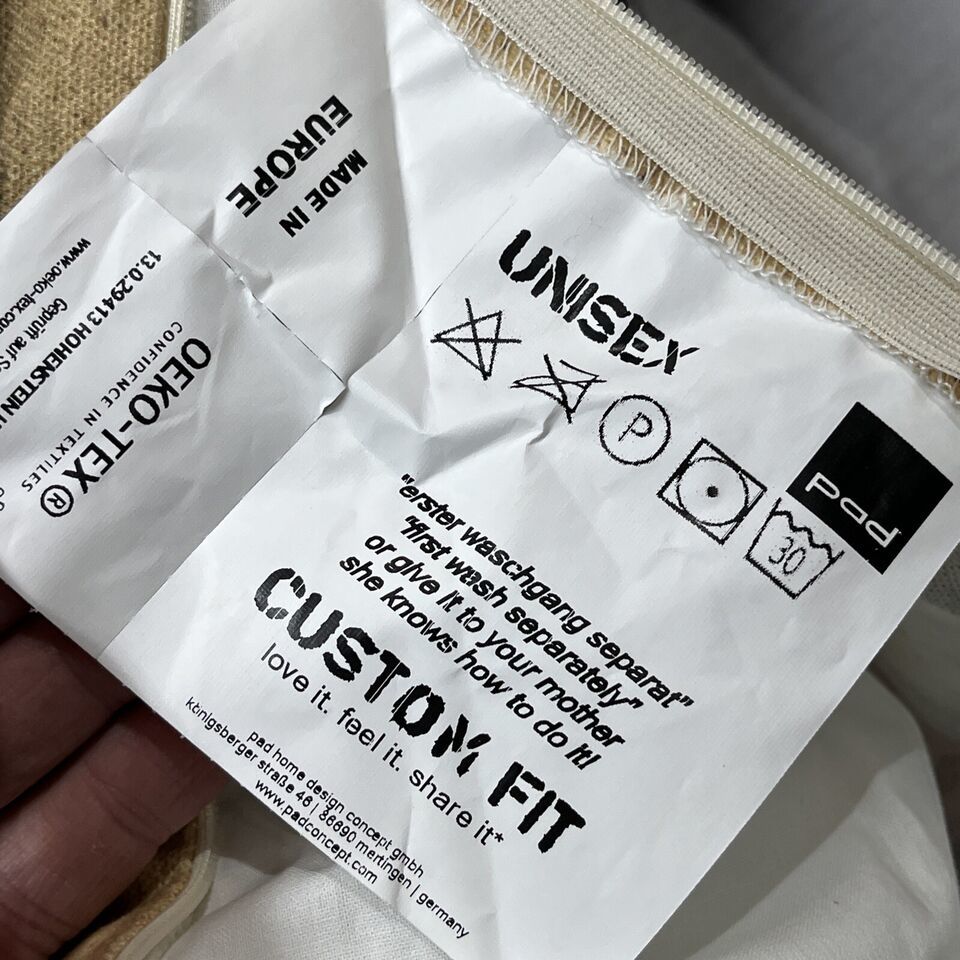 MADE IN
EUROPE
UNISEX
P
pad
30
"erster waschgang separat"
"first wash separately"
or give it to your mother
she knows how to do it!
CUSTOM FIT
love it. feel it. share it*
pad home design concept gmbh
königsberger straße 46 | 86690 mertingen | germany
www.padconcept.com
OEKO-TEX®
CONFIDENCE IN TEXTILES
13.0.29413 HOHENSTEIN
Geprüft auf
www.oeko-tex.com